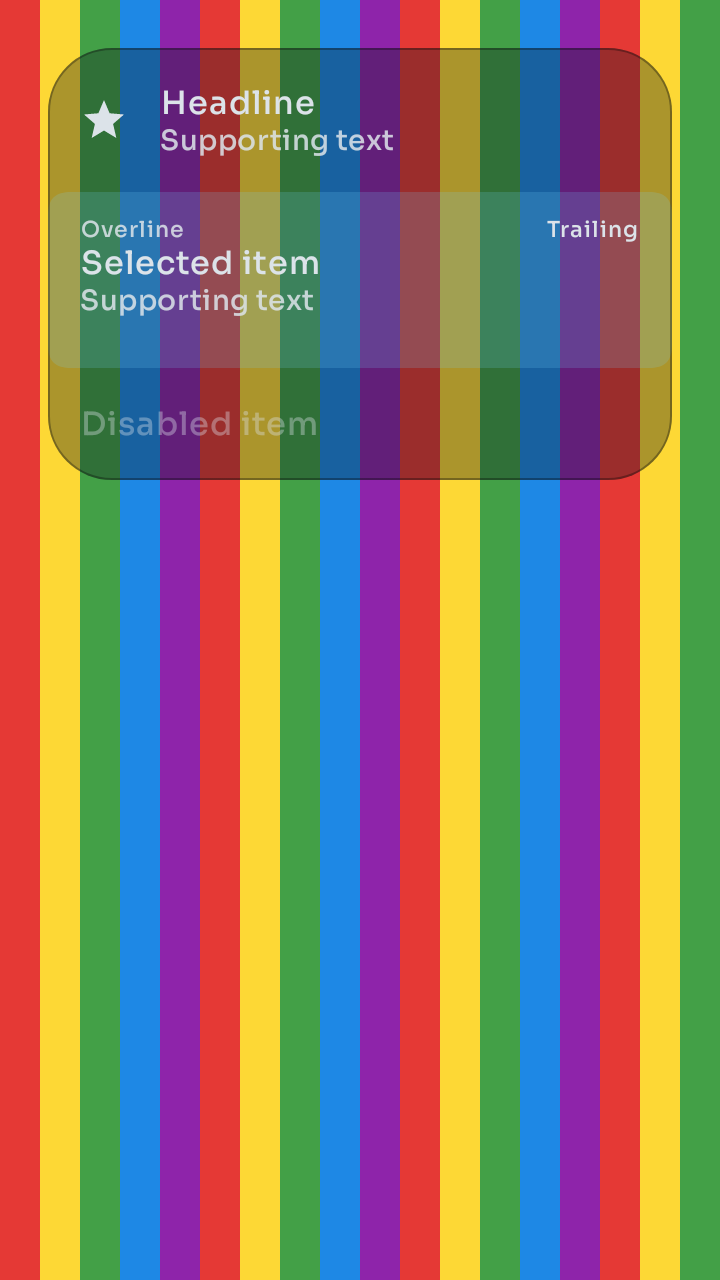 Headline
Supporting text
Overline
Trailing
Selected item
Supporting text
Disabled item